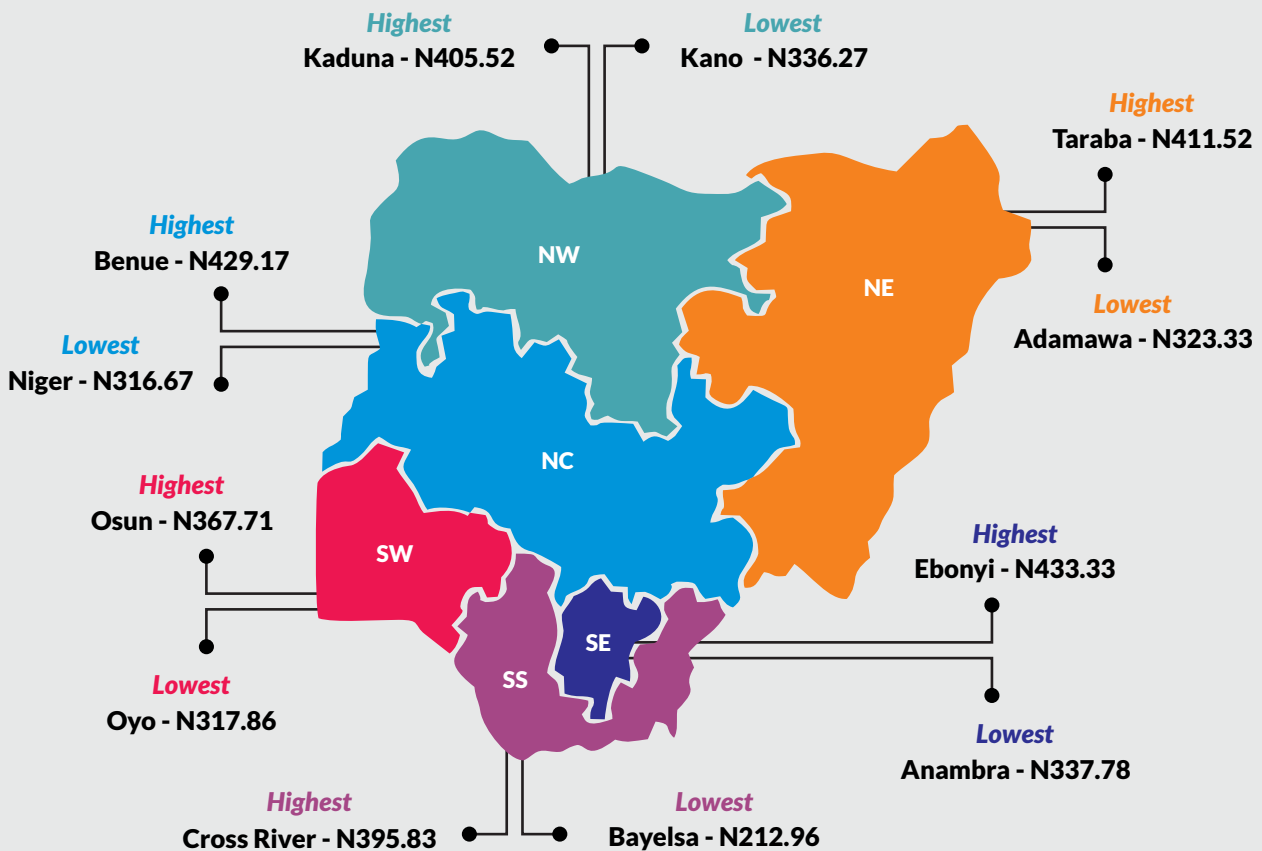 Highest
Kaduna - N405.52
Lowest
Kano - N336.27
Highest
Taraba - N411.52
Highest
Benue - N429.17
NW
NE
Lowest
Adamawa - N323.33
Lowest
Niger - N316.67
NC
Highest
Osun - N367.71
SW
Highest
Ebonyi - N433.33
SE
SS
Lowest
Oyo - N317.86
Lowest
Anambra - N337.78
Highest
Cross River - N395.83
Lowest
Bayelsa - N212.96